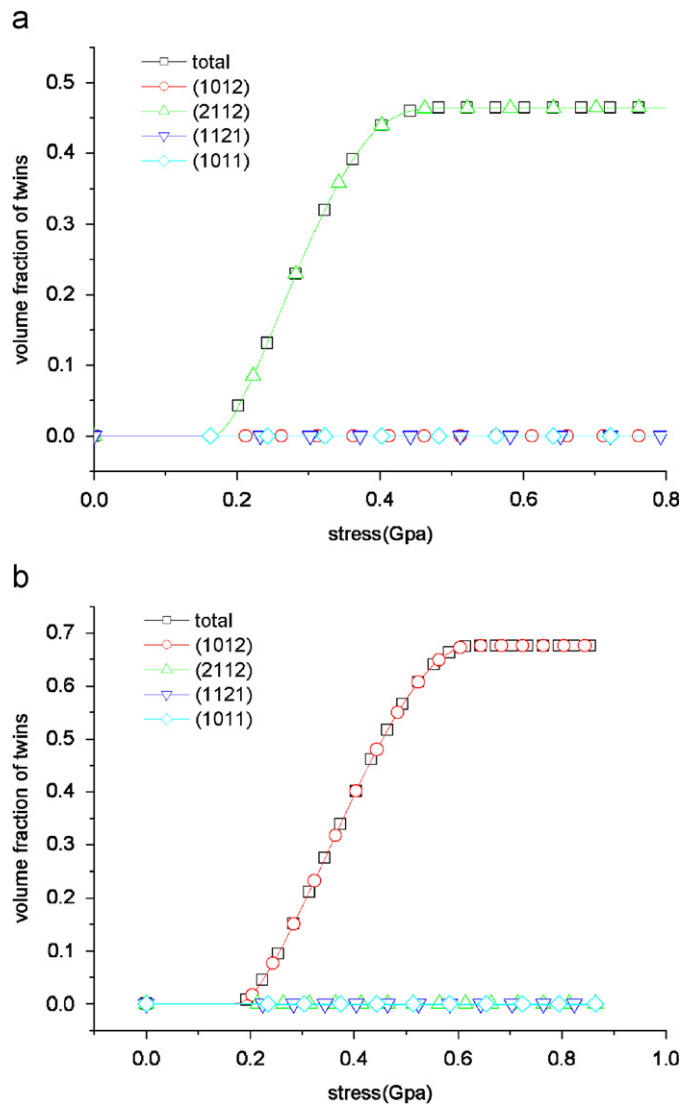 a
total
(1012)
(2112)
(1121)
(1011)
0.5
0.4
0.3
0.2
0.1
0.0
volume fraction of twins
0.0 0.2 0.4 0.6 0.8
stress(Gpa)
b
total
(1012)
(2112)
(1121)
(1011)
0.7
0.6
0.5
0.4
0.3
0.2
0.1
0.0
volume fraction of twins
0.0 0.2 0.4 0.6 0.8 1.0
stress(Gpa)